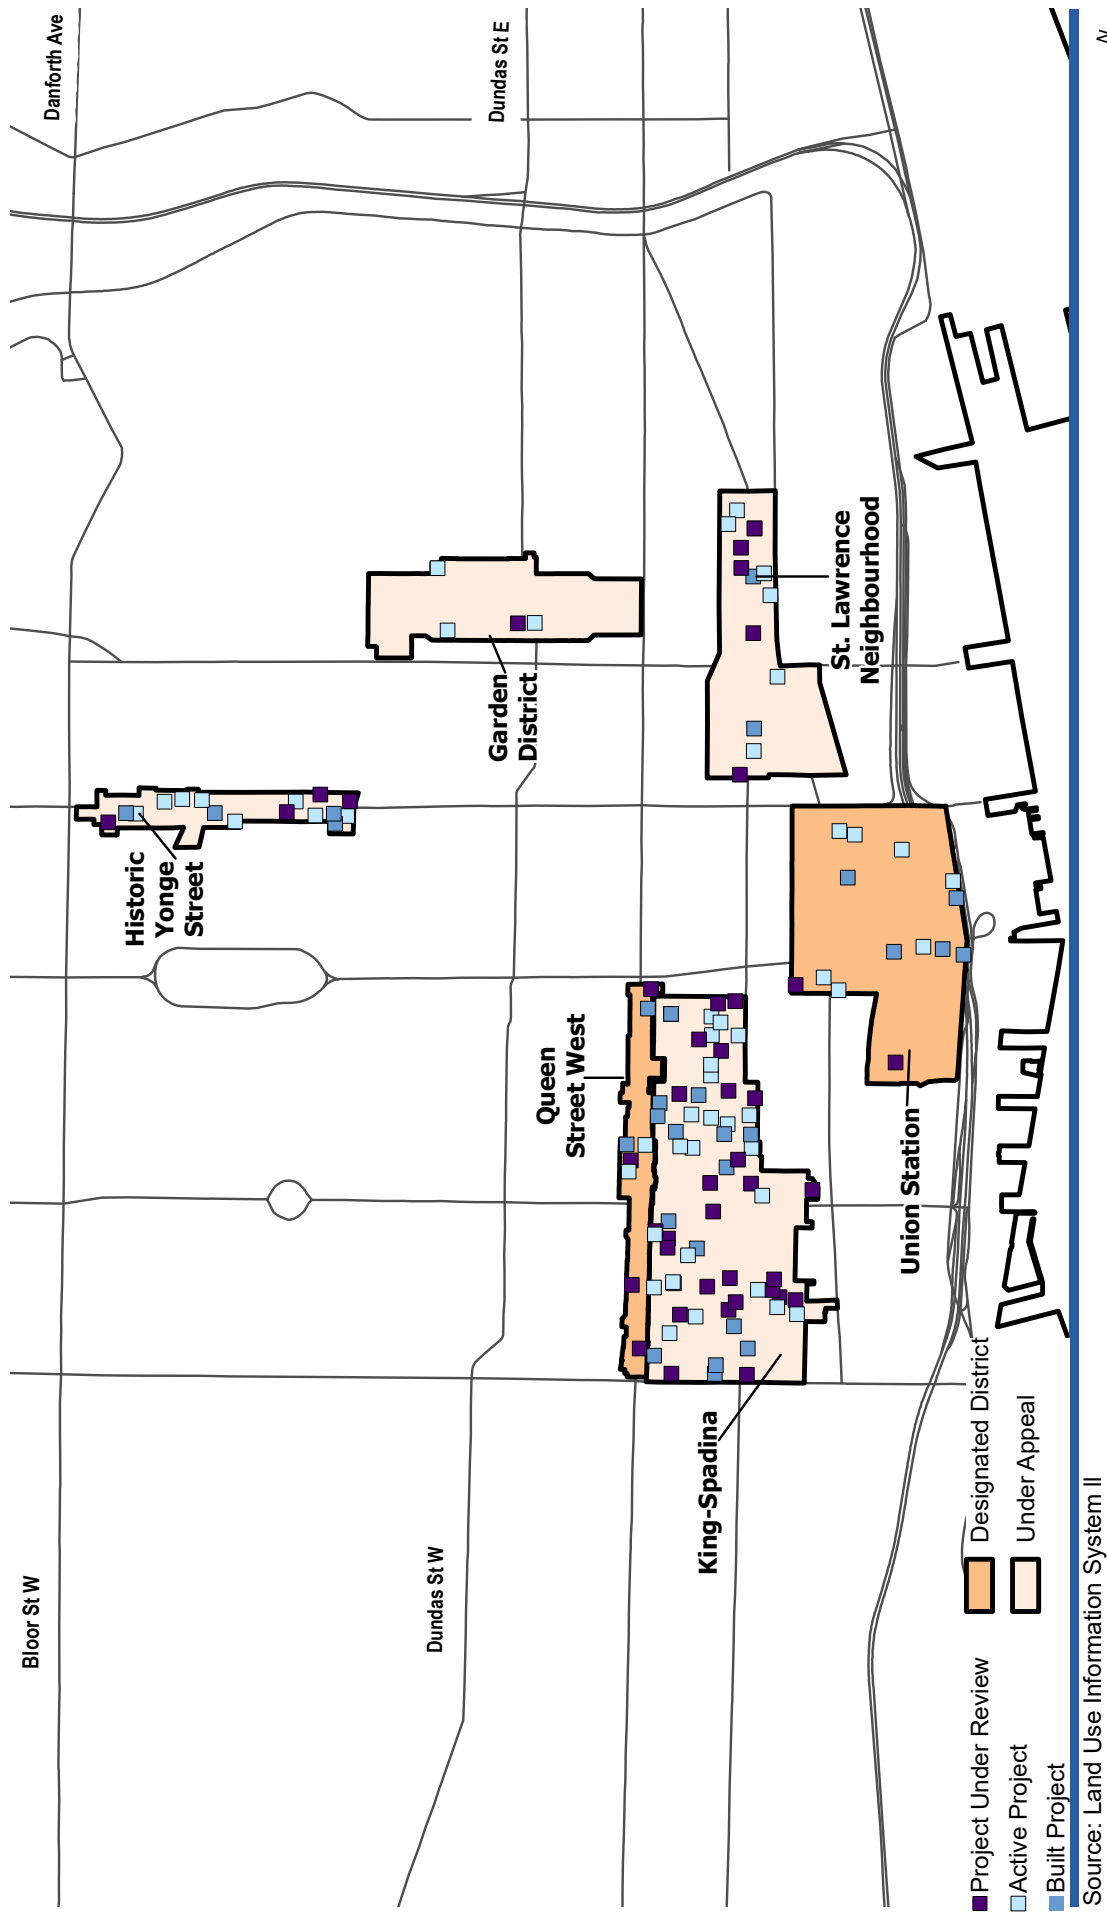 Bloor St W
Danforth Ave
Historic
Yonge
Street
Dundas St W
Dundas St E
Garden
District
Queen
Street West
King-Spadina
St. Lawrence
Neighbourhood
Union Station
Project Under Review
Active Project
Built Project
Designated District
Under Appeal
Source: Land Use Information System II
N